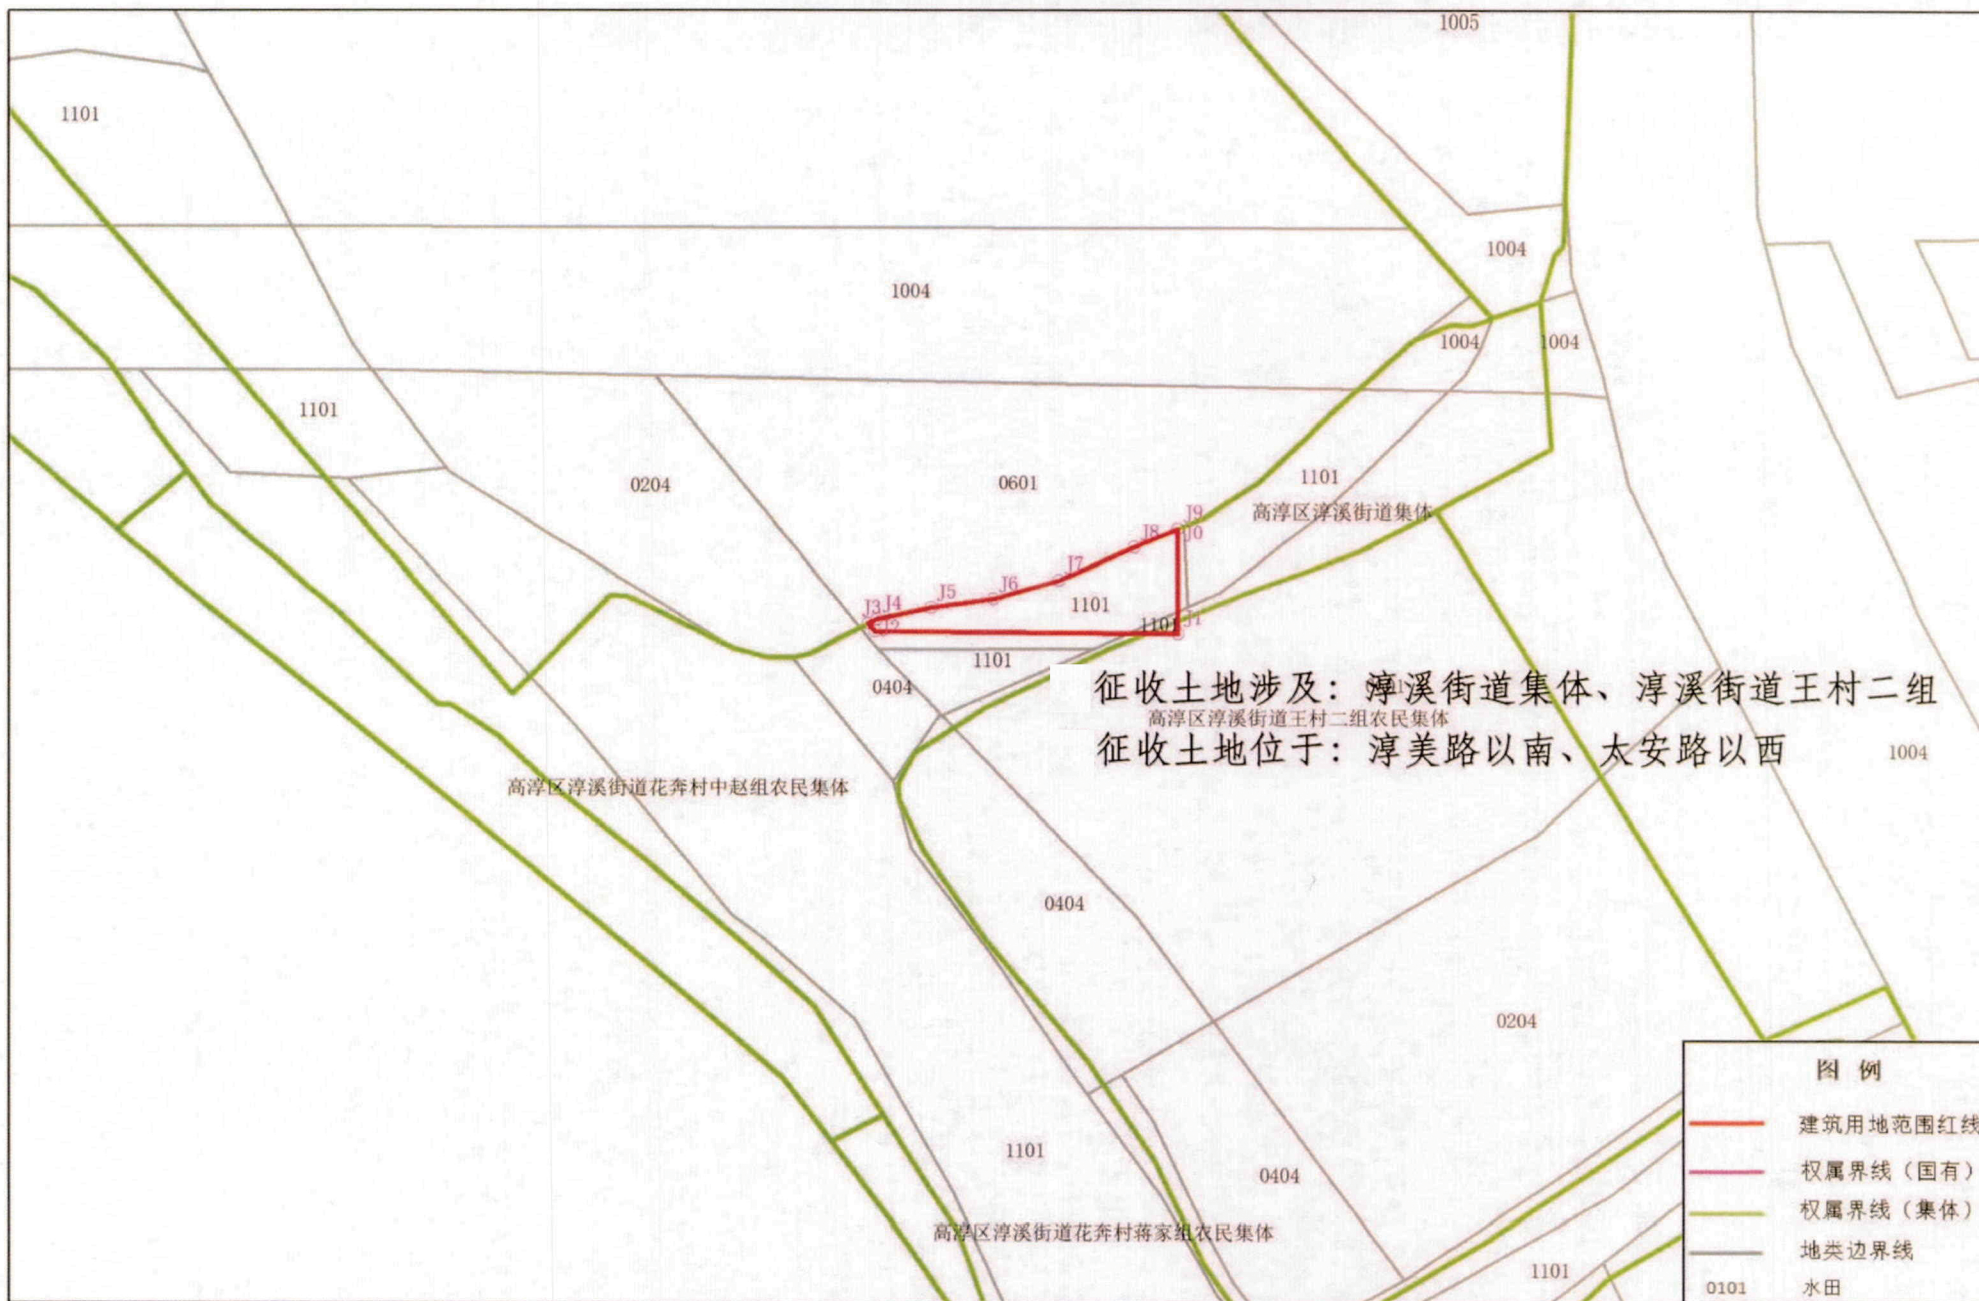 1005
1101
1004
1004
1004
1004
1101
0204
0601
1101
高淳区淳溪街道集体
J9
J0
J8
J7
J6
J5
J4
J3
J2
J1
1101
1101
1101
0404
征收土地涉及：淳溪街道集体、淳溪街道王村二组
高淳区淳溪街道王村二组农民集体
征收土地位于：淳美路以南、太安路以西
1004
高淳区淳溪街道花奔村中赵组农民集体
0404
0204
1101
0404
高淳区淳溪街道花奔村蒋家组农民集体
1101
图 例
建筑用地范围红线
权属界线（国有）
权属界线（集体）
地类边界线
0101 水田